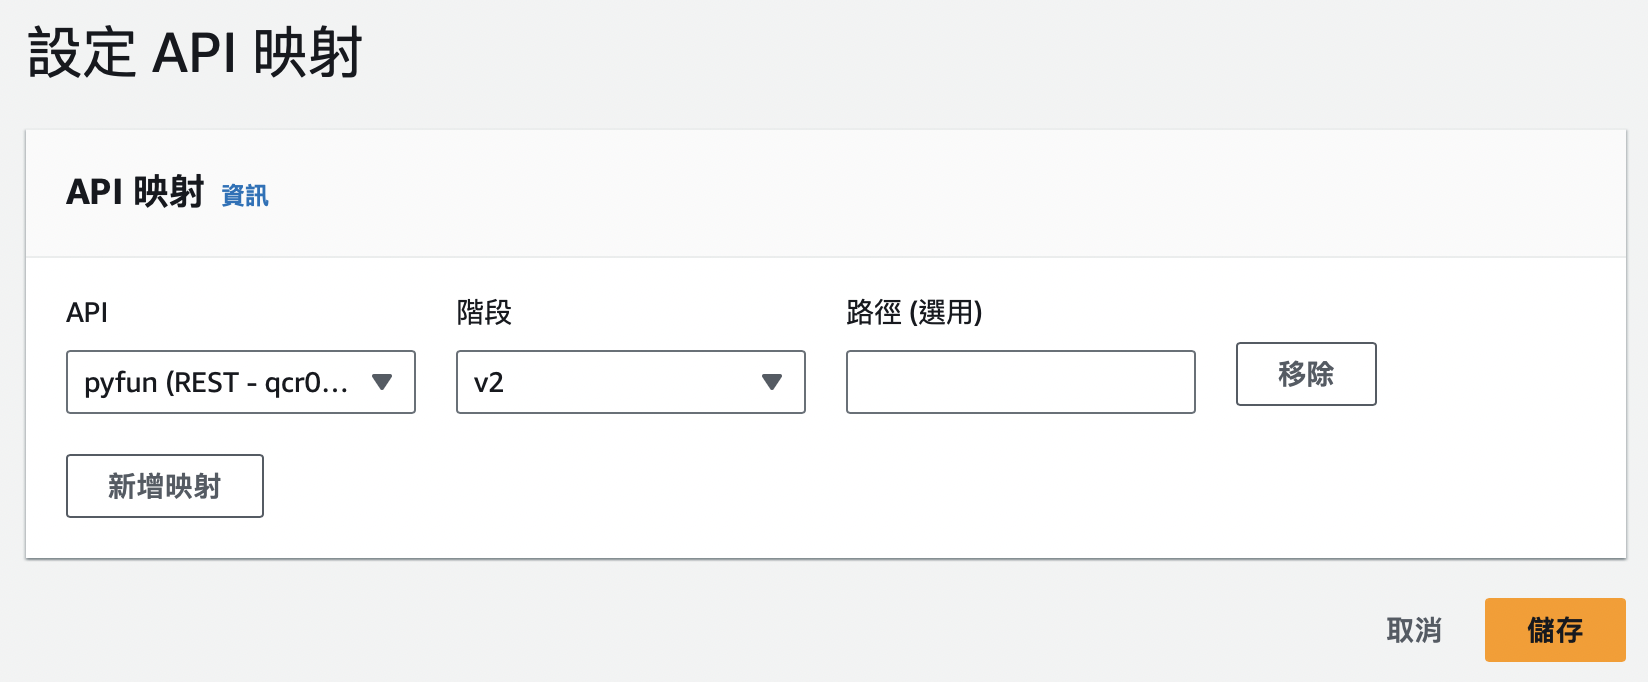 設定 API 映射
API 映射 資訊
API 階段 路徑 (選用)
pyfun (REST - qcr0... v2 移除
新增映射
取消 儲存